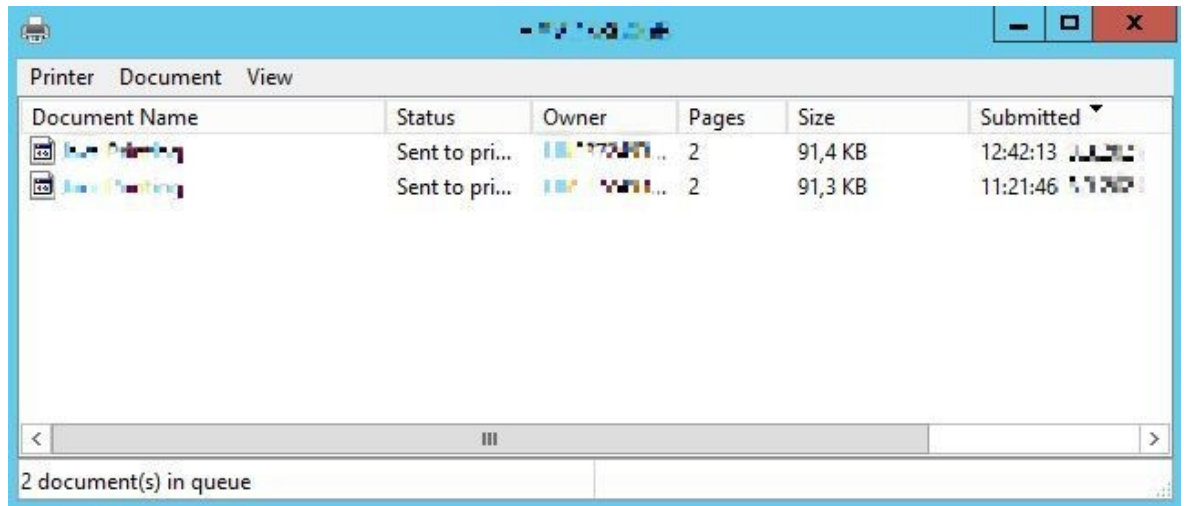 Printer Document View
Document Name Status Owner Pages Size Submitted
Printing Sent to pri... ... 2 91,4 KB 12:42:13
Sent to pri... ... 2 91,3 KB 11:21:46
2 document(s) in queue